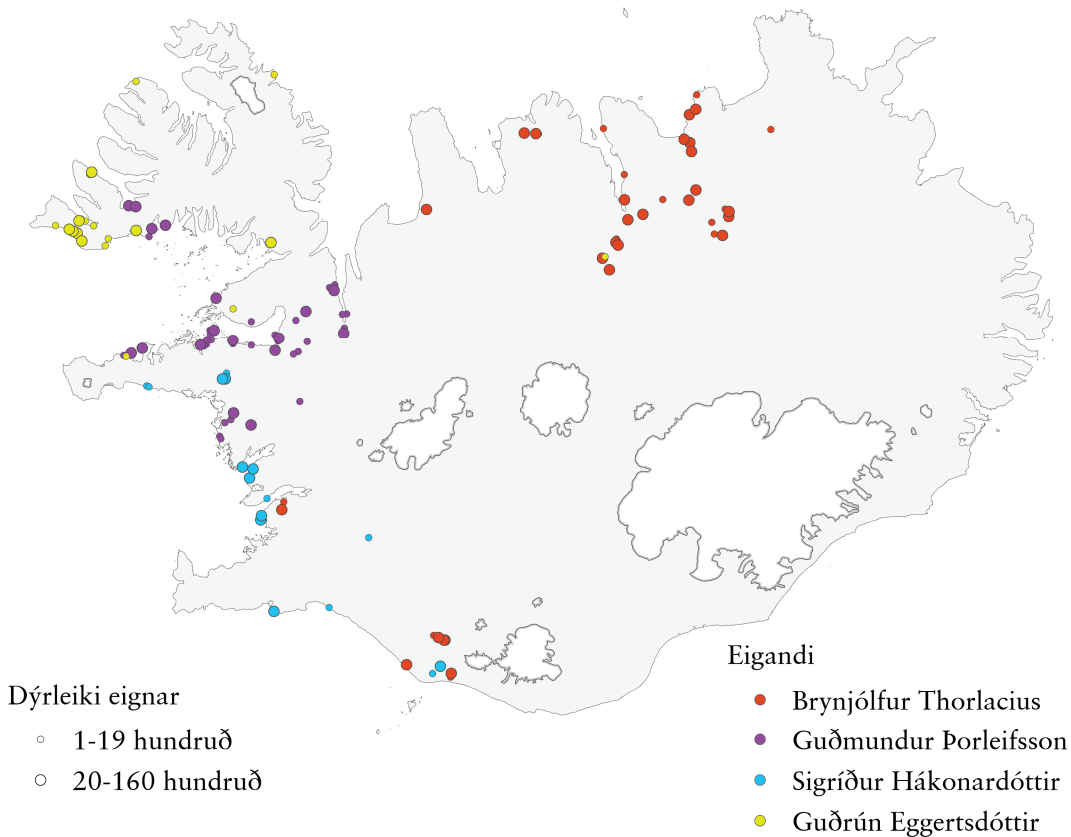 Eigandi
Brynjólfur Thorlacius
Guðmundur Þorleifsson
Sigríður Hákonardóttir
Guðrún Eggertsdóttir
Dýrleiki eignar
1-19 hundruð
20-160 hundruð